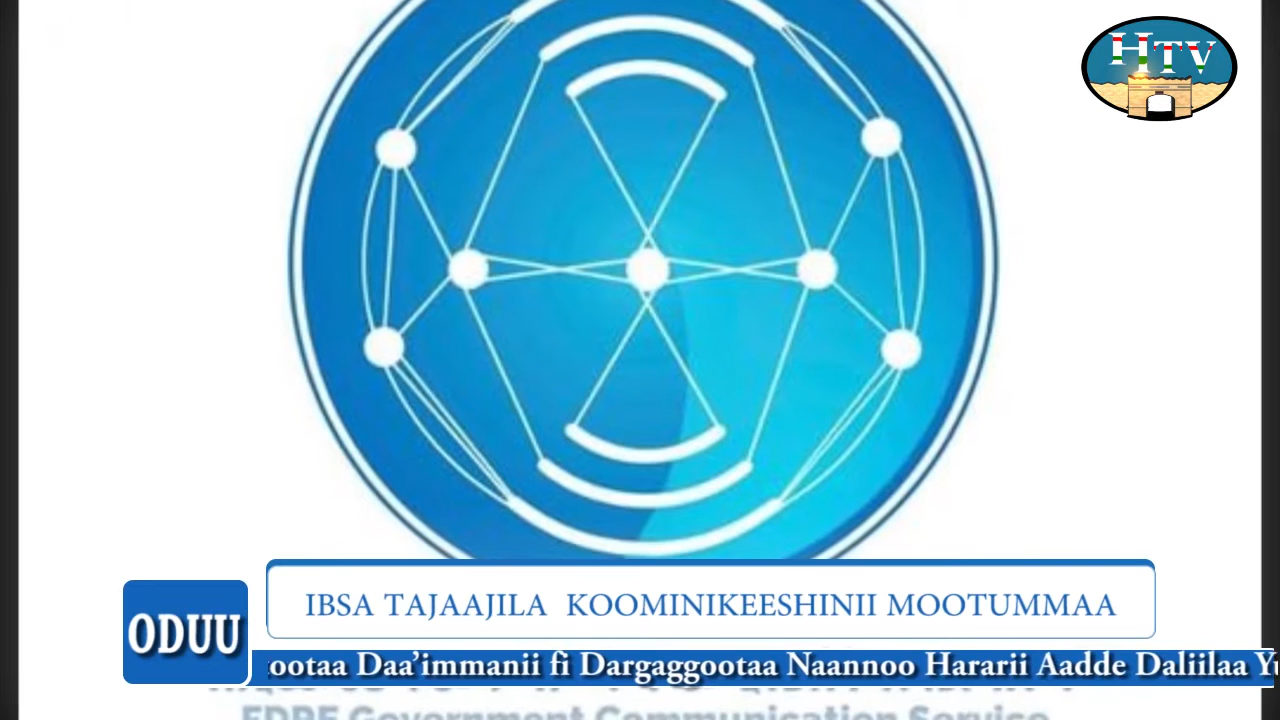 HTV
IBSA TAJAAJILA KOOMINIKEESHINII MOOTUMMAA
ODUU
ootaa Daa’immanii fi Dargaggootaa Naannoo Hararii Aadde Daliilaa Yu
FDRE Government Communication Service